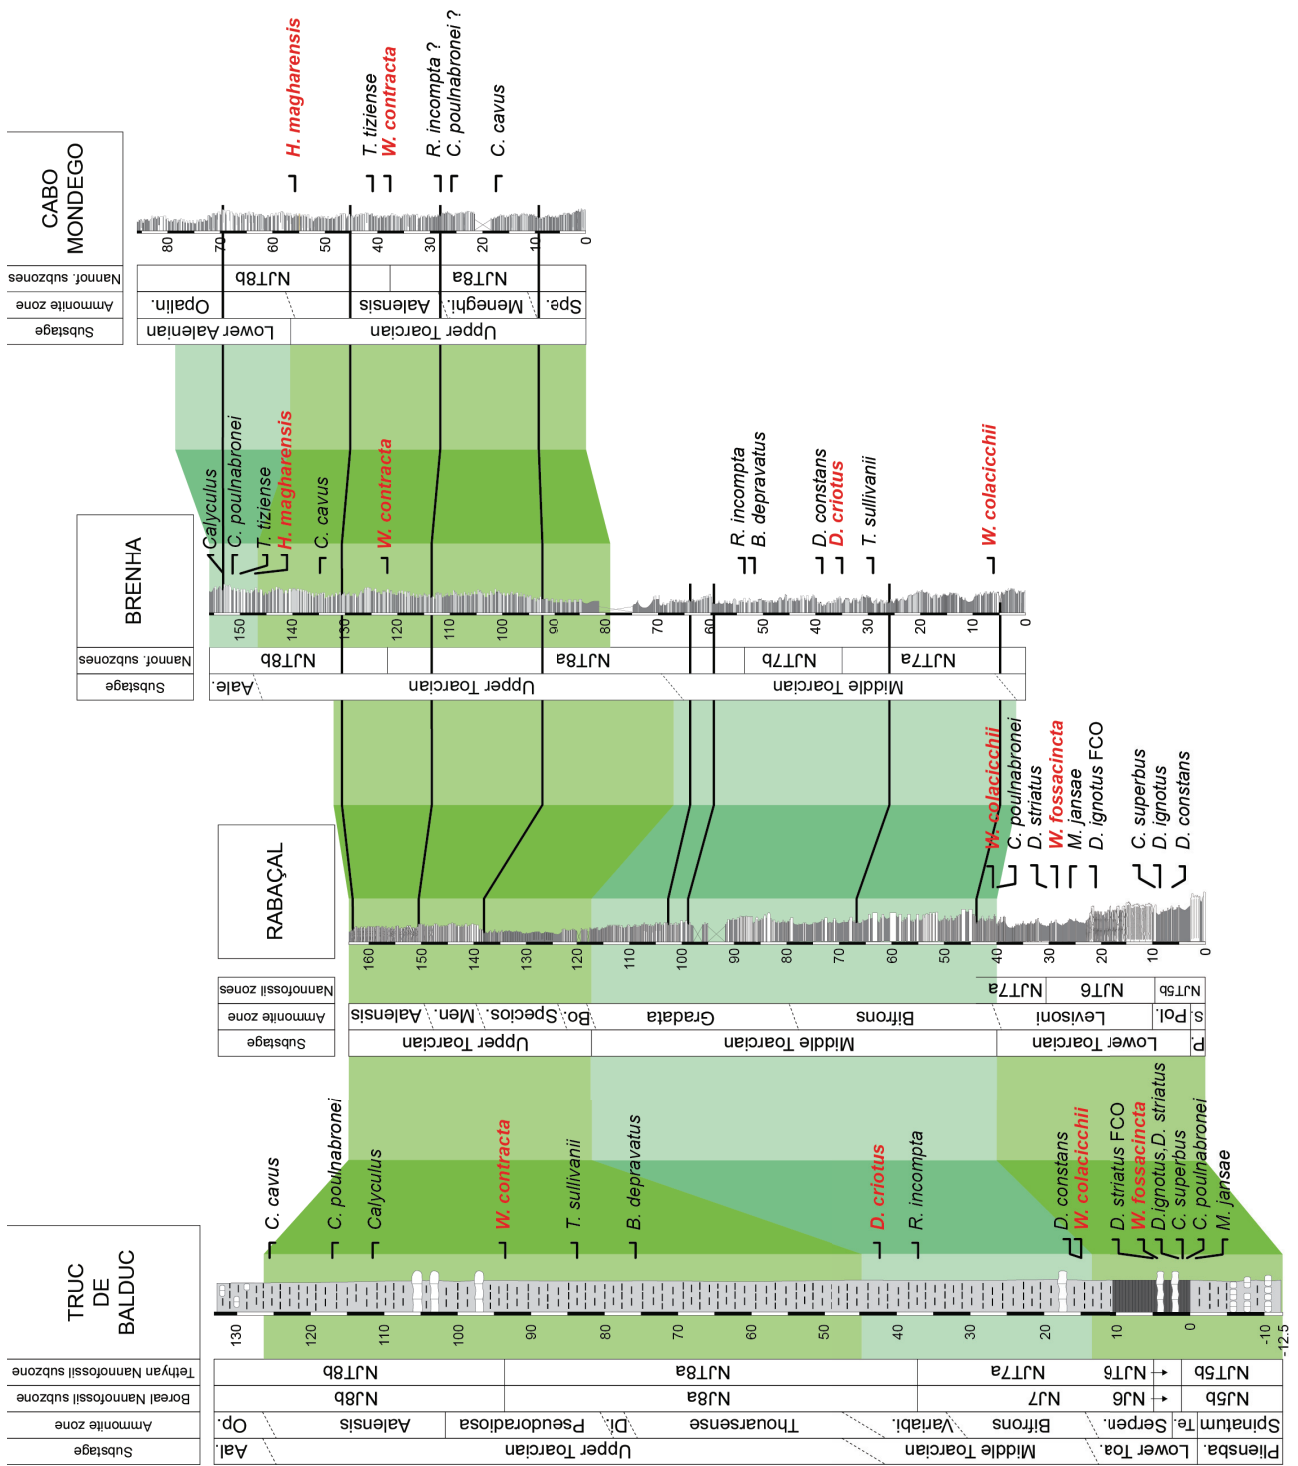 CABO
MONDEGO
Nannof. subzones
Ammonite zone
Substage
80
70
60
50
40
30
20
10
0
NJT8b
NJT8a
Opalin.
Aalensis
Meneghi.
Spe.
Lower Aalenian
Upper Toarcian
H. magharensis
T. tiziense
W. contracta
R. incompta ?
C. poulnabronei ?
C. cavus
BRENHA
Nannof. subzones
Substage
150
140
130
120
110
100
90
80
70
60
50
40
30
20
10
0
NJT8b
NJT8a
NJT7b
NJT7a
Aale.
Upper Toarcian
Middle Toarcian
Calyculus
C. poulnabronei
T. tiziense
H. magharensis
C. cavus
W. contracta
R. incompta
B. depravatus
D. constans
D. criotus
T. sullivanii
W. colacicchii
RABAÇAL
Nannofossil zones
Ammonite zone
Substage
160
150
140
130
120
110
100
90
80
70
60
50
40
30
20
10
0
NJT7a
NJT6
NJT5b
Aalensis
Men.
Specios.
Bo.
Gradata
Bifrons
Levisoni
Pol.
S.
Upper Toarcian
Middle Toarcian
Lower Toarcian
P.
W. colacicchii
C. poulnabronei
D. striatus
W. fossacincta
M. jansae
D. ignotus FCO
C. superbus
D. ignotus
D. constans
TRUC
DE
BALDUC
Tethyan Nannofossil subzone
Boreal Nannofossil subzone
Ammonite zone
Substage
130
120
110
100
90
80
70
60
50
40
30
20
10
0
-10
-12.5
NJT8b
NJT8a
NJT7a
NJT6
NJT5b
NJ8b
NJ8a
NJ7
NJ6
NJ5b
Op.
Aalensis
Pseudoradiosa
Di.
Thouarsense
Variabi.
Bifrons
Serpen.
Te.
Spinatum
Aal.
Upper Toarcian
Middle Toarcian
Lower Toa.
Pliensba.
C. cavus
C. poulnabronei
Calyculus
W. contracta
T. sullivanii
B. depravatus
D. criotus
R. incompta
D. constans
W. colacicchii
D. striatus FCO
W. fossacincta
D.ignotus,D. striatus
C. superbus
C. poulnabronei
M. jansae